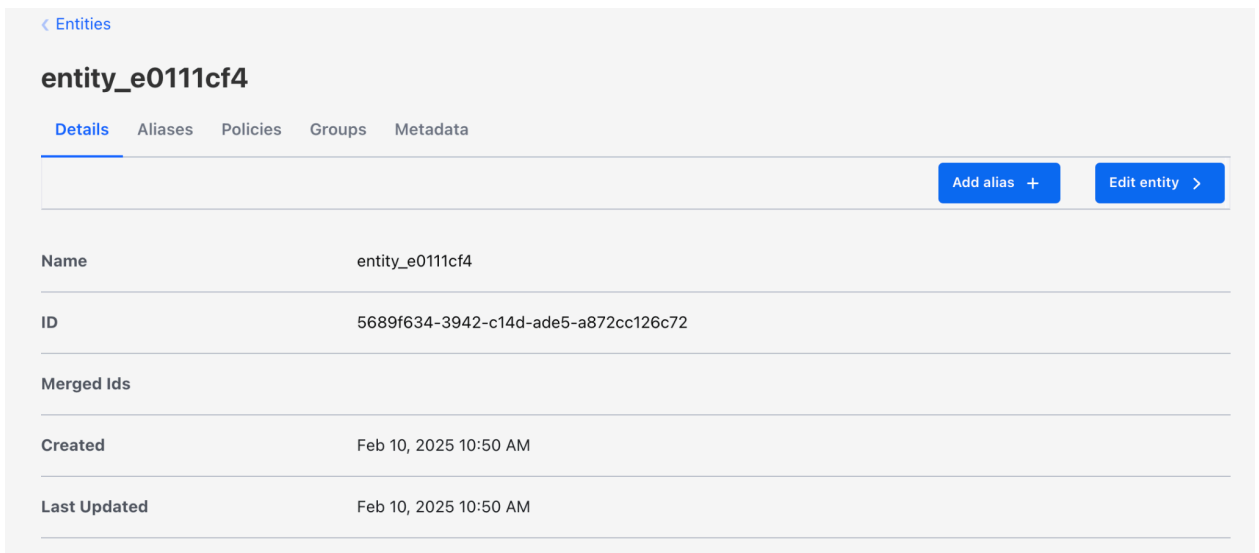 Entities
entity_e0111cf4
Details Aliases Policies Groups Metadata
Add alias + Edit entity
Name entity_e0111cf4
ID 5689f634-3942-c14d-ade5-a872cc126c72
Merged Ids
Created Feb 10, 2025 10:50 AM
Last Updated Feb 10, 2025 10:50 AM